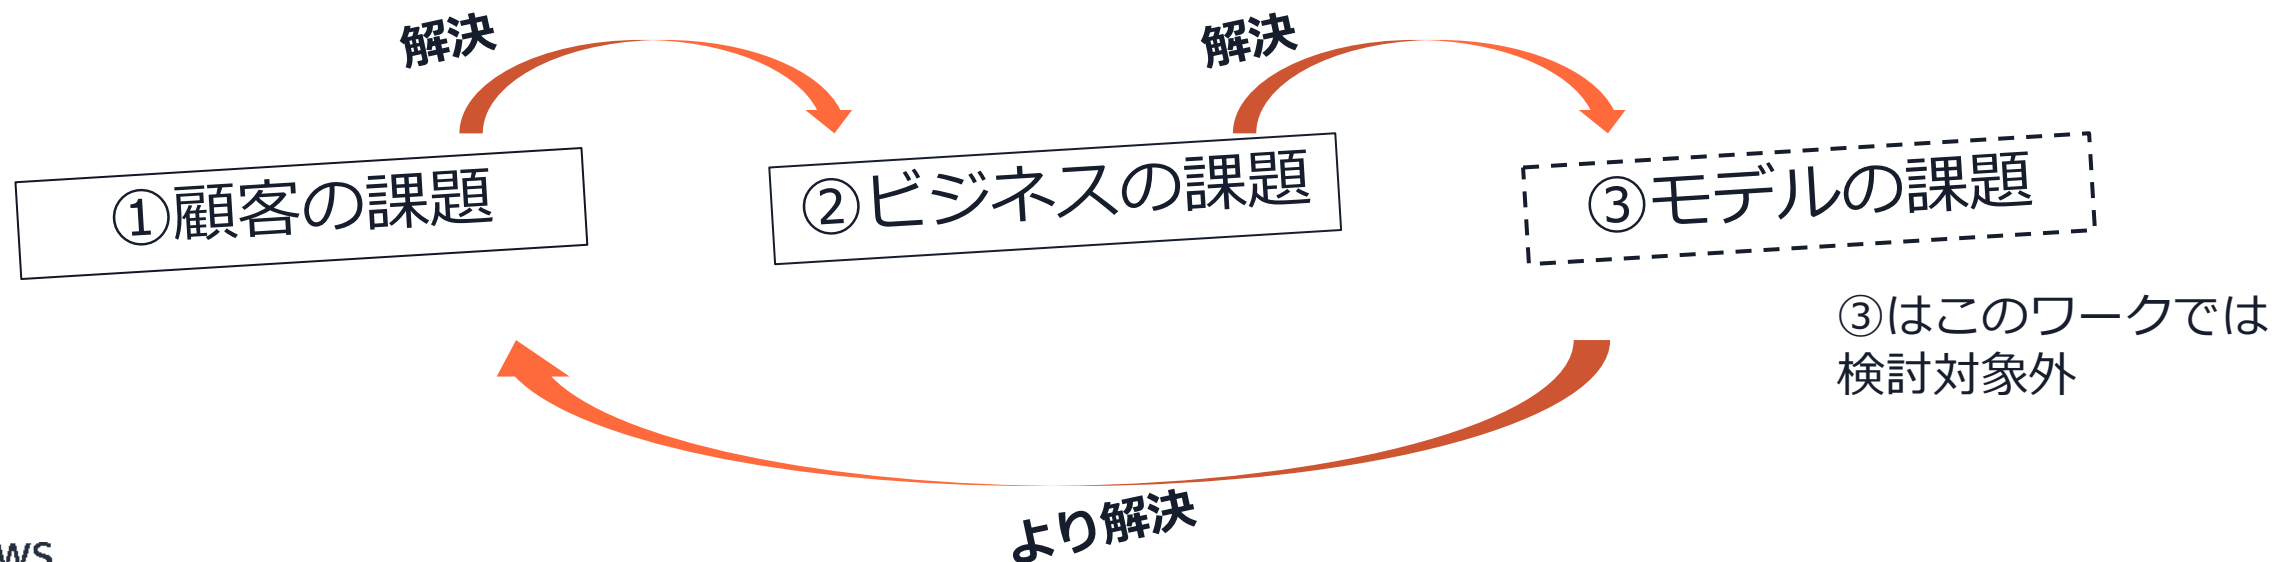 解決
解決
①顧客の課題
②ビジネスの課題
③モデルの課題
③はこのワークでは
検討対象外
より解決
ws